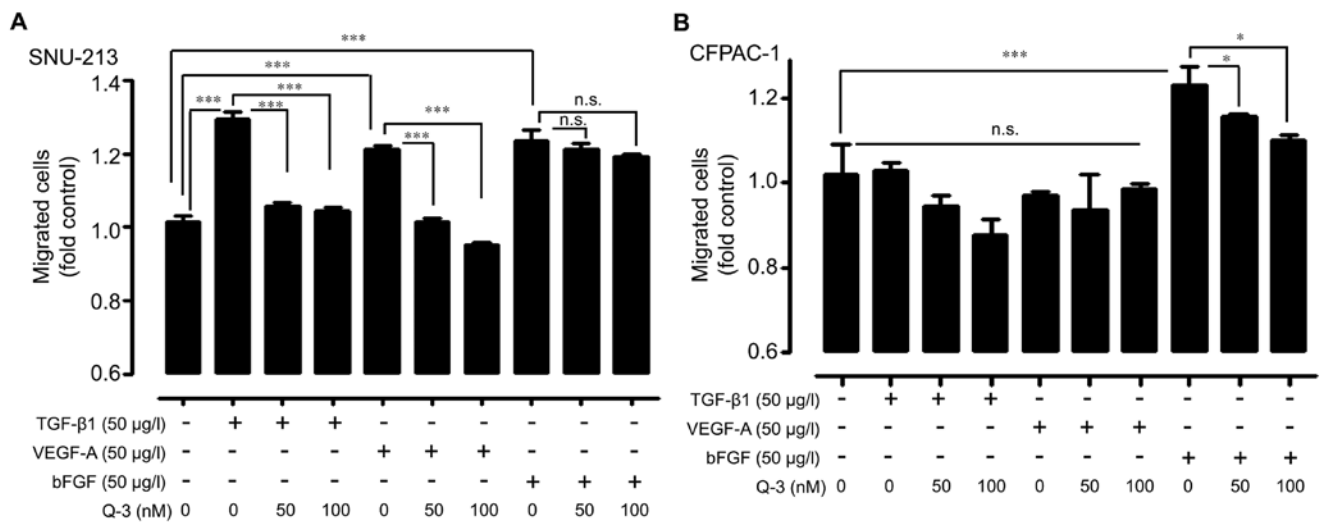 A
SNU-213
***
***
***
***
***
***
***
n.s.
n.s.
Migrated cells
(fold control)
1.4
1.2
1.0
0.8
0.6
TGF-β1 (50 µg/l) - + + + - - - - - -
VEGF-A (50 µg/l) - - - - + + + - - -
bFGF (50 µg/l) - - - - - - - + + +
Q-3 (nM) 0 0 50 100 0 50 100 0 50 100
B
CFPAC-1
*
***
*
n.s.
Migrated cells
(fold control)
1.2
1.0
0.8
0.6
TGF-β1 (50 µg/l) - + + + - - - - - -
VEGF-A (50 µg/l) - - - - + + + - - -
bFGF (50 µg/l) - - - - - - - + + +
Q-3 (nM) 0 0 50 100 0 50 100 0 50 100